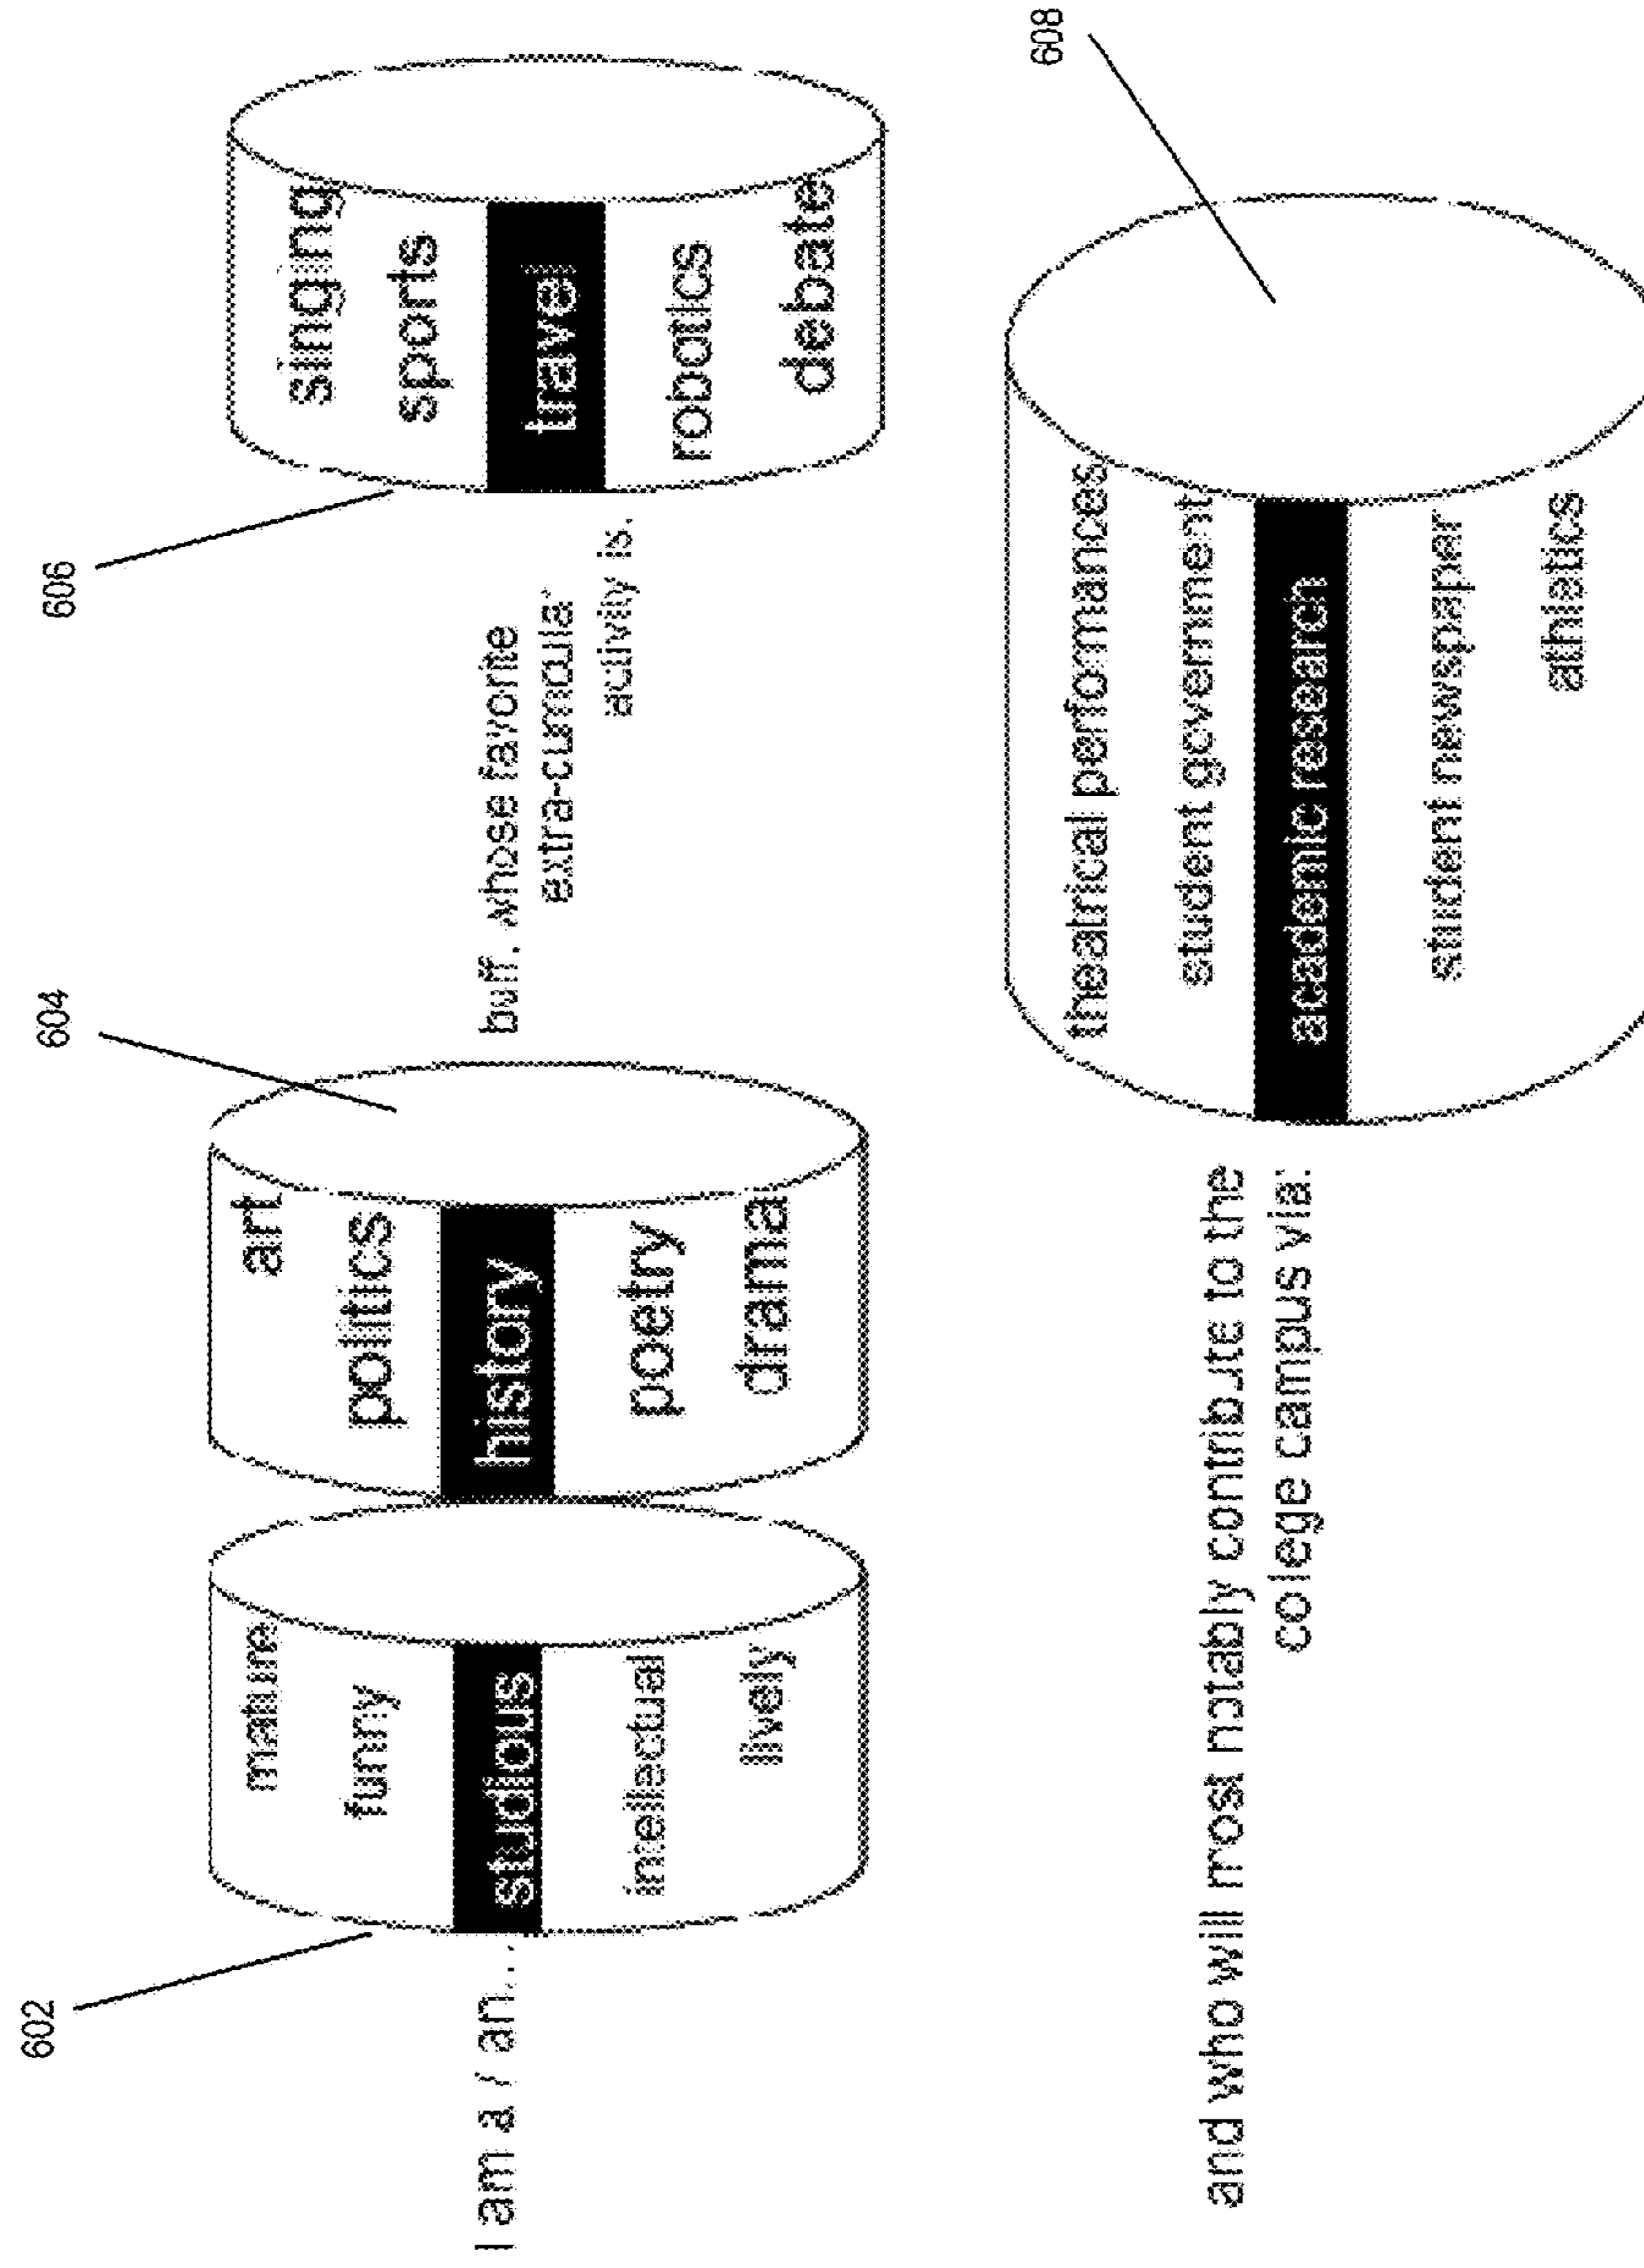 602
604
606
I am a / an...
mature
funny
studious
intellectual
lively
art
politics
history
poetry
drama
buff, whose favorite
extra-curricular
activity is.
singing
sports
travel
robotics
debate
and who will most notably contribute to the
college campus via:
608
theatrical performances
student government
academic research
student newspaper
athletics